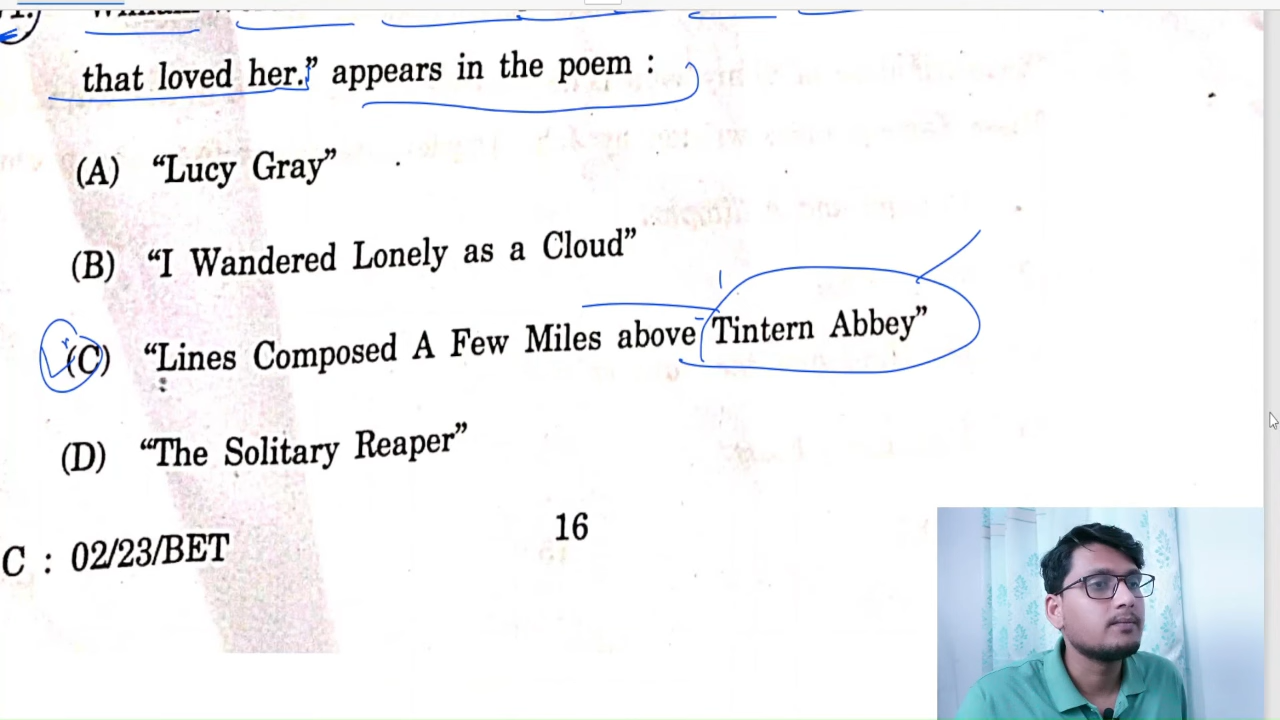 that loved her.” appears in the poem :
(A) “Lucy Gray”
(B) “I Wandered Lonely as a Cloud”
(C) “Lines Composed A Few Miles above Tintern Abbey”
(D) “The Solitary Reaper”
16
C : 02/23/BET